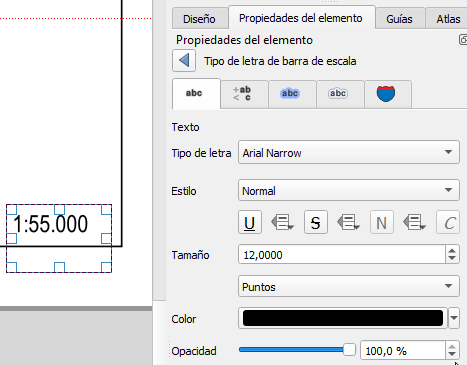 Diseño Propiedades del elemento Guías Atlas
Propiedades del elemento
Tipo de letra de barra de escala
abc +ab < c abc abc
Texto
Tipo de letra Arial Narrow
Estilo Normal
U S N C
Tamaño 12,0000
Puntos
Color
Opacidad 100,0 %
1:55.000